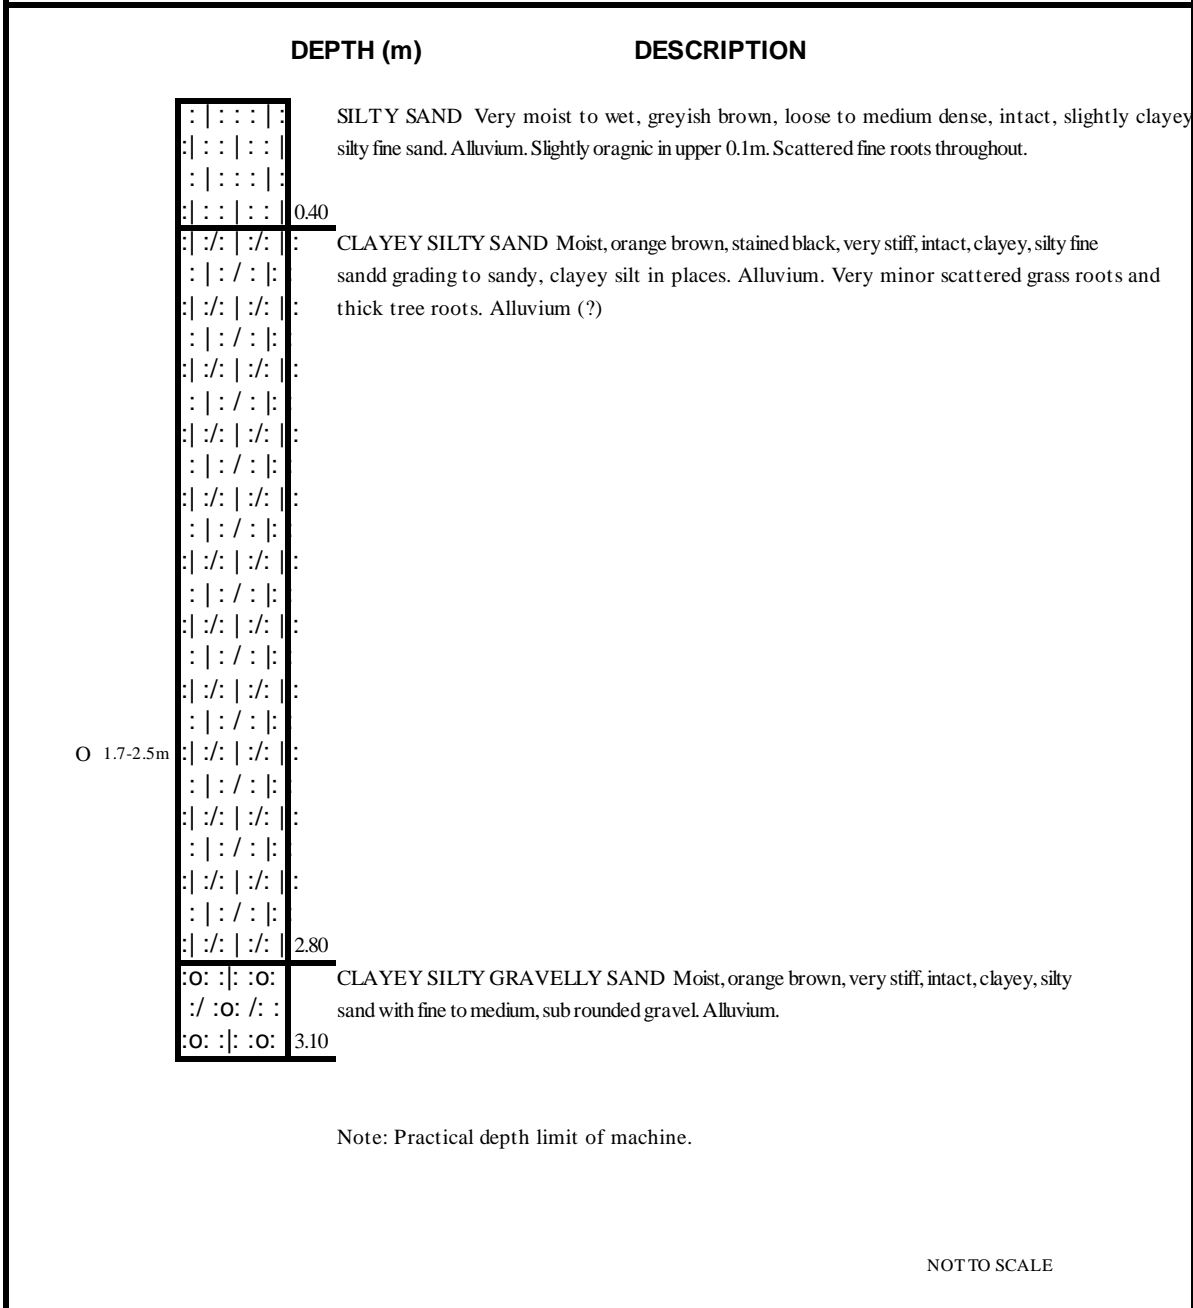 DEPTH (m) DESCRIPTION
: | : : : | : SILTY SAND Very moist to wet, greyish brown, loose to medium dense, intact, slightly clayey
:| : : | : : | silty fine sand. Alluvium. Slightly oragnic in upper 0.1m. Scattered fine roots throughout.
: | : : : | :
:| : : | : : | 0.40
:| :/: | :/: | : CLAYEY SILTY SAND Moist, orange brown, stained black, very stiff, intact, clayey, silty fine
: | : / : |: sandd grading to sandy, clayey silt in places. Alluvium. Very minor scattered grass roots and
:| :/: | :/: | : thick tree roots. Alluvium (?)
: | : / : |:
:| :/: | :/: | :
: | : / : |:
:| :/: | :/: | :
: | : / : |:
:| :/: | :/: | :
: | : / : |:
:| :/: | :/: | :
: | : / : |:
:| :/: | :/: | :
: | : / : |:
:| :/: | :/: | :
: | : / : |:
O 1.7-2.5m :| :/: | :/: | :
: | : / : |:
:| :/: | :/: | :
: | : / : |:
:| :/: | :/: | :
: | : / : |:
:| :/: | :/: | 2.80
:o: :|: :o: CLAYEY SILTY GRAVELLY SAND Moist, orange brown, very stiff, intact, clayey, silty
:/ :o: /: : sand with fine to medium, sub rounded gravel. Alluvium.
:o: :|: :o: 3.10
Note: Practical depth limit of machine.
NOT TO SCALE